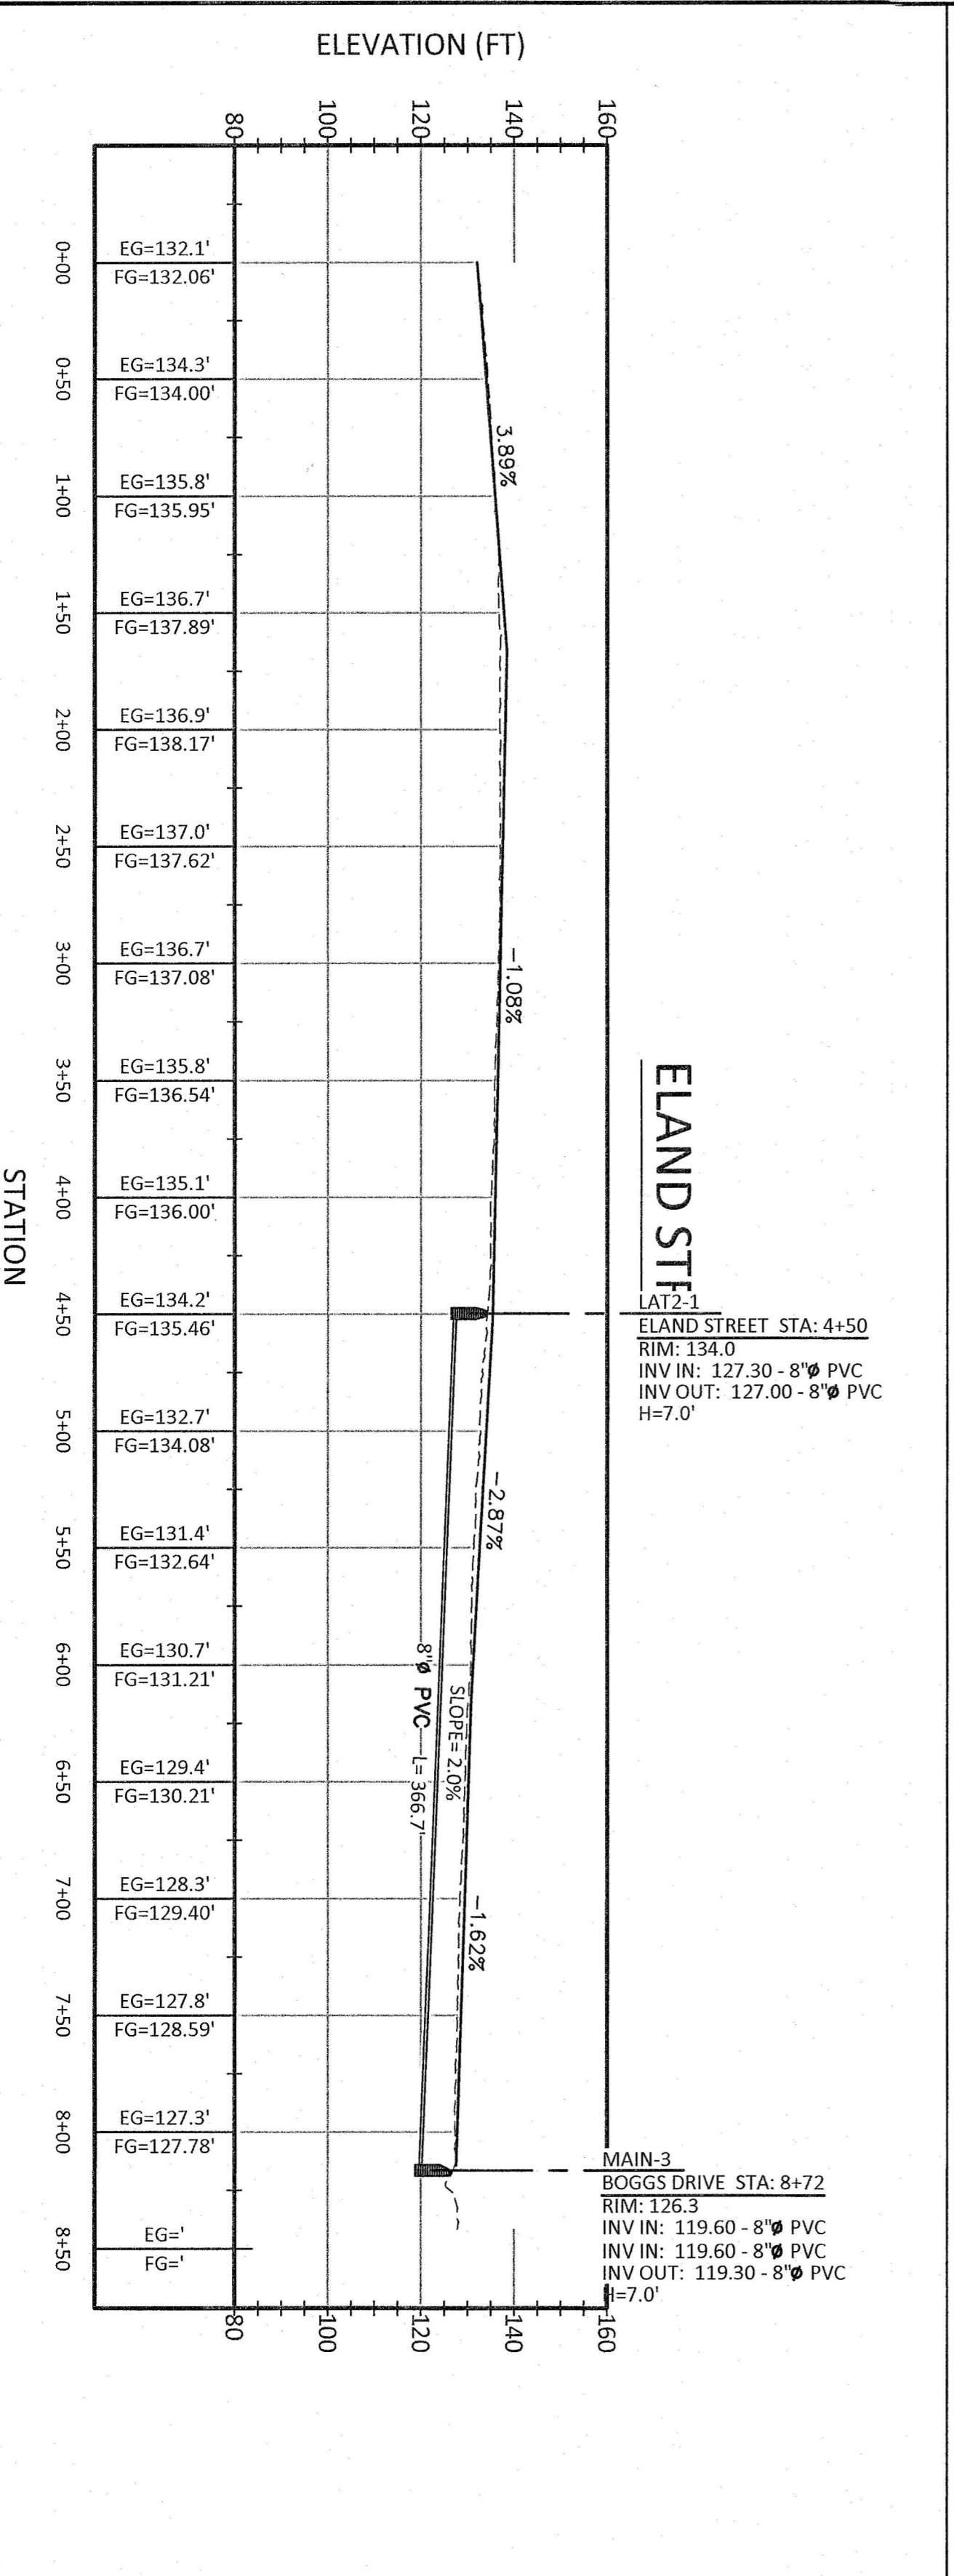 ELEVATION (FT)
80
100
120
140
160
0+00
EG=132.1'
FG=132.06'
0+50
EG=134.3'
FG=134.00'
3.89%
1+00
EG=135.8'
FG=135.95'
1+50
EG=136.7'
FG=137.89'
2+00
EG=136.9'
FG=138.17'
2+50
EG=137.0'
FG=137.62'
3+00
EG=136.7'
FG=137.08'
-1.08%
3+50
EG=135.8'
FG=136.54'
ELAND STR
4+00
EG=135.1'
FG=136.00'
STATION
4+50
EG=134.2'
FG=135.46'
LAT2-1
ELAND STREET STA: 4+50
RIM: 134.0
INV IN: 127.30 - 8"ø PVC
INV OUT: 127.00 - 8"ø PVC
H=7.0'
5+00
EG=132.7'
FG=134.08'
-2.87%
5+50
EG=131.4'
FG=132.64'
6+00
EG=130.7'
FG=131.21'
8"ø PVC L= 366.7'
SLOPE= 2.0%
6+50
EG=129.4'
FG=130.21'
7+00
EG=128.3'
FG=129.40'
-1.62%
7+50
EG=127.8'
FG=128.59'
8+00
EG=127.3'
FG=127.78'
MAIN-3
BOGGS DRIVE STA: 8+72
RIM: 126.3
INV IN: 119.60 - 8"ø PVC
INV IN: 119.60 - 8"ø PVC
INV OUT: 119.30 - 8"ø PVC
H=7.0'
8+50
EG='
FG='
80
100
120
140
160